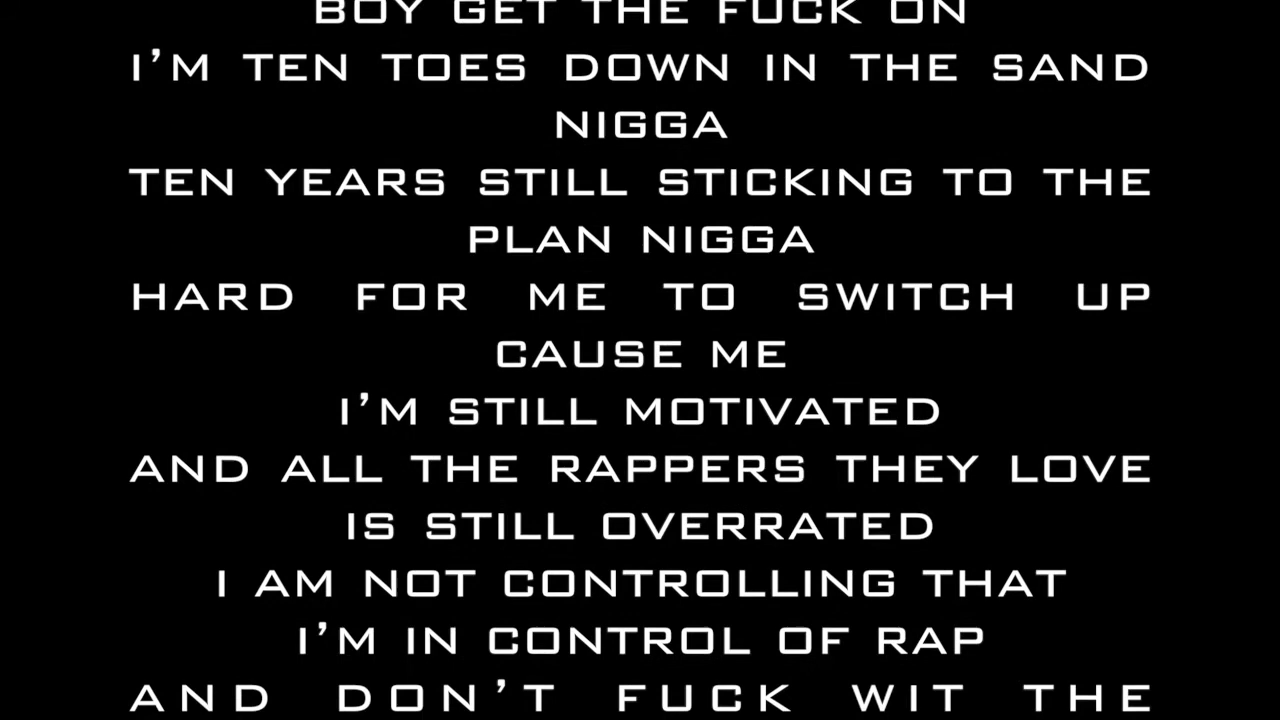 BOY GET THE FUCK ON
I'M TEN TOES DOWN IN THE SAND
NIGGA
TEN YEARS STILL STICKING TO THE
PLAN NIGGA
HARD FOR ME TO SWITCH UP
CAUSE ME
I'M STILL MOTIVATED
AND ALL THE RAPPERS THEY LOVE
IS STILL OVERRATED
I AM NOT CONTROLLING THAT
I'M IN CONTROL OF RAP
AND DON'T FUCK WIT THE